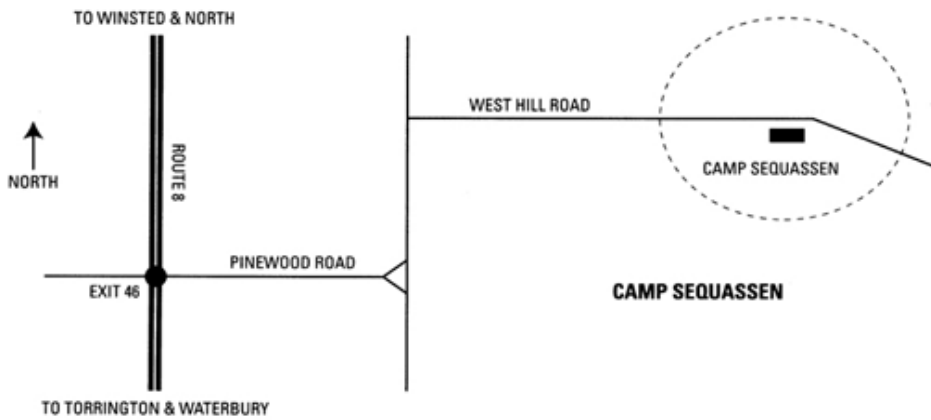 TO WINSTED & NORTH
WEST HILL ROAD
ROUTE 8
NORTH
CAMP SEQUASSEN
PINEWOOD ROAD
EXIT 46
CAMP SEQUASSEN
TO TORRINGTON & WATERBURY